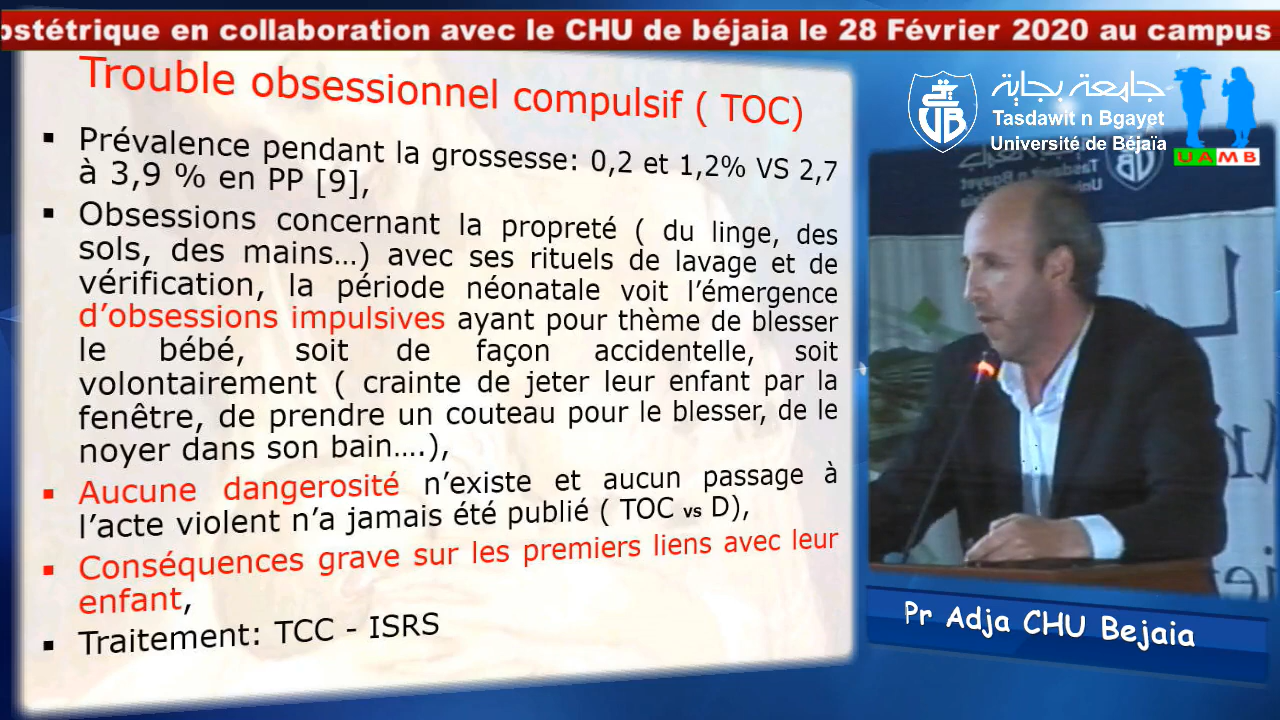 ostétrique en collaboration avec le CHU de béjaia le 28 Février 2020 au campus
Trouble obsessionnel compulsif ( TOC)
▪ Prévalence pendant la grossesse: 0,2 et 1,2% VS 2,7
à 3,9 % en PP [9],
▪ Obsessions concernant la propreté ( du linge, des
sols, des mains…) avec ses rituels de lavage et de
vérification, la période néonatale voit l’émergence
d’obsessions impulsives ayant pour thème de blesser
le bébé, soit de façon accidentelle, soit
volontairement ( crainte de jeter leur enfant par la
fenêtre, de prendre un couteau pour le blesser, de le
noyer dans son bain….),
▪ Aucune dangerosité n’existe et aucun passage à
l’acte violent n’a jamais été publié ( TOC vs D),
▪ Conséquences grave sur les premiers liens avec leur
enfant,
▪ Traitement: TCC - ISRS
جامعة بجاية
Tasdawit n Bgayet
Université de Béjaïa
UAMB
Pr Adja CHU Bejaia